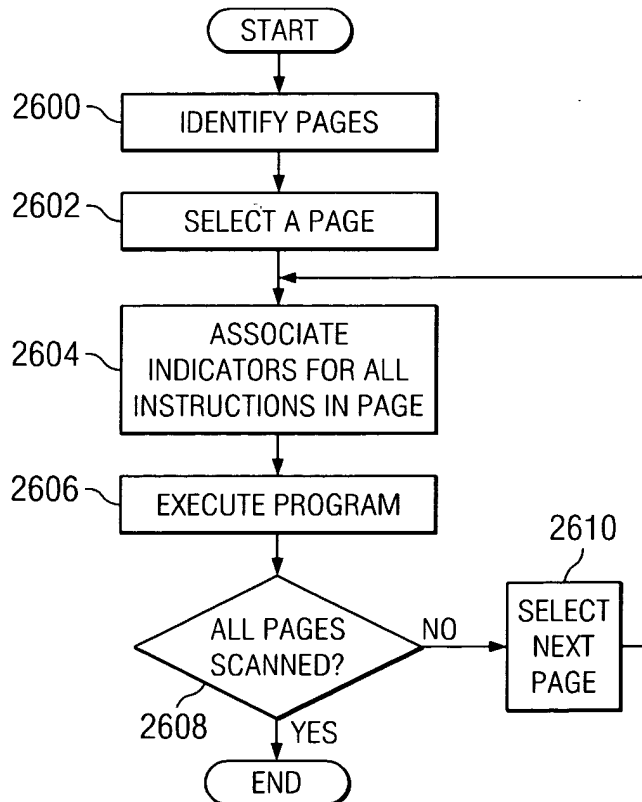 START
2600
IDENTIFY PAGES
2602
SELECT A PAGE
2604
ASSOCIATE
INDICATORS FOR ALL
INSTRUCTIONS IN PAGE
2606
EXECUTE PROGRAM
2610
ALL PAGES
SCANNED?
NO
SELECT
NEXT
PAGE
2608
YES
END